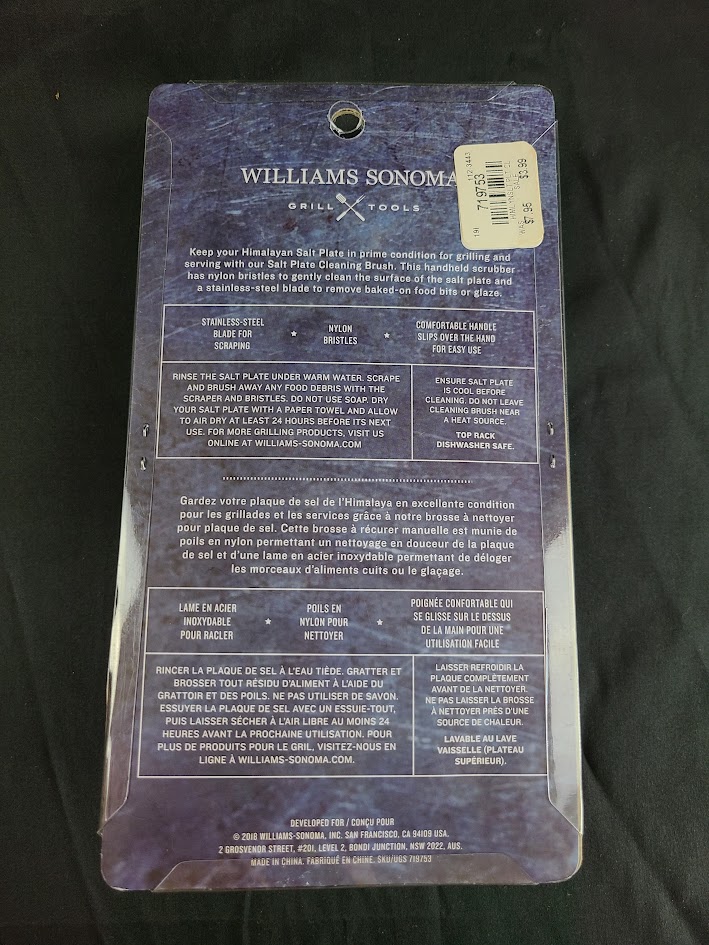 WILLIAMS SONOMA
GRILL TOOLS
112 3443
719753
19I
SALE
$3.99
WAS
$7.95
Keep your Himalayan Salt Plate in prime condition for grilling and
serving with our Salt Plate Cleaning Brush. This handheld scrubber
has nylon bristles to gently clean the surface of the salt plate and
a stainless-steel blade to remove baked-on food bits or glaze.
STAINLESS-STEEL
BLADE FOR
SCRAPING
NYLON
BRISTLES
COMFORTABLE HANDLE
SLIPS OVER THE HAND
FOR EASY USE
RINSE THE SALT PLATE UNDER WARM WATER. SCRAPE
AND BRUSH AWAY ANY FOOD DEBRIS WITH THE
SCRAPER AND BRISTLES. DO NOT USE SOAP. DRY
YOUR SALT PLATE WITH A PAPER TOWEL AND ALLOW
TO AIR DRY AT LEAST 24 HOURS BEFORE ITS NEXT
USE. FOR MORE GRILLING PRODUCTS, VISIT US
ONLINE AT WILLIAMS-SONOMA.COM
ENSURE SALT PLATE
IS COOL BEFORE
CLEANING. DO NOT LEAVE
CLEANING BRUSH NEAR
A HEAT SOURCE.
TOP RACK
DISHWASHER SAFE.
Gardez votre plaque de sel de l'Himalaya en excellente condition
pour les grillades et les services grâce à notre brosse à nettoyer
pour plaque de sel. Cette brosse à récurer manuelle est munie de
poils en nylon permettant un nettoyage en douceur de la plaque
de sel et d'une lame en acier inoxydable permettant de déloger
les morceaux d'aliments cuits ou le glaçage.
LAME EN ACIER
INOXYDABLE
POUR RACLER
POILS EN
NYLON POUR
NETTOYER
POIGNÉE CONFORTABLE QUI
SE GLISSE SUR LE DESSUS
DE LA MAIN POUR UNE
UTILISATION FACILE
RINCER LA PLAQUE DE SEL À L'EAU TIÈDE. GRATTER ET
BROSSER TOUT RÉSIDU D'ALIMENT À L'AIDE DU
GRATTOIR ET DES POILS. NE PAS UTILISER DE SAVON.
ESSUYER LA PLAQUE DE SEL AVEC UN ESSUIE-TOUT,
PUIS LAISSER SÉCHER À L'AIR LIBRE AU MOINS 24
HEURES AVANT LA PROCHAINE UTILISATION. POUR
PLUS DE PRODUITS POUR LE GRIL, VISITEZ-NOUS EN
LIGNE À WILLIAMS-SONOMA.COM.
LAISSER REFROIDIR LA
PLAQUE COMPLÈTEMENT
AVANT DE LA NETTOYER.
NE PAS LAISSER LA BROSSE
À NETTOYER PRÈS D'UNE
SOURCE DE CHALEUR.
LAVABLE AU LAVE
VAISSELLE (PLATEAU
SUPÉRIEUR).
DEVELOPED FOR / CONÇU POUR
© 2018 WILLIAMS-SONOMA, INC. SAN FRANCISCO, CA 94109 USA.
2 GROSVENOR STREET, #201, LEVEL 2, BONDI JUNCTION, NSW 2022, AUS.
MADE IN CHINA. FABRIQUÉ EN CHINE. SKU/UGS 719753